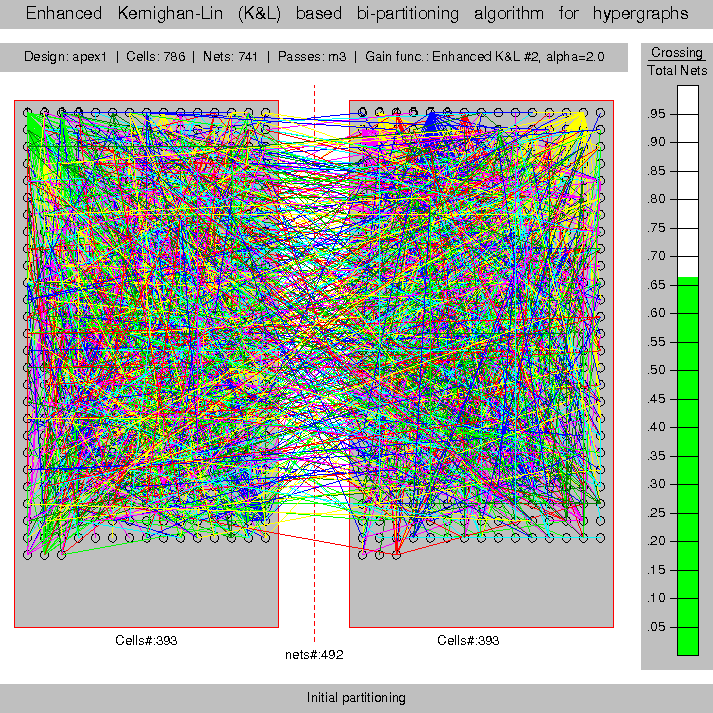 Enhanced Kernighan-Lin (K&L) based bi-partitioning algorithm for hypergraphs
Design: apex1 | Cells: 786 | Nets: 741 | Passes: m3 | Gain func.: Enhanced K&L #2, alpha=2.0
Crossing
Total Nets
.95
.90
.85
.80
.75
.70
.65
.60
.55
.50
.45
.40
.35
.30
.25
.20
.15
.10
.05
Cells#:393
Cells#:393
nets#:492
Initial partitioning